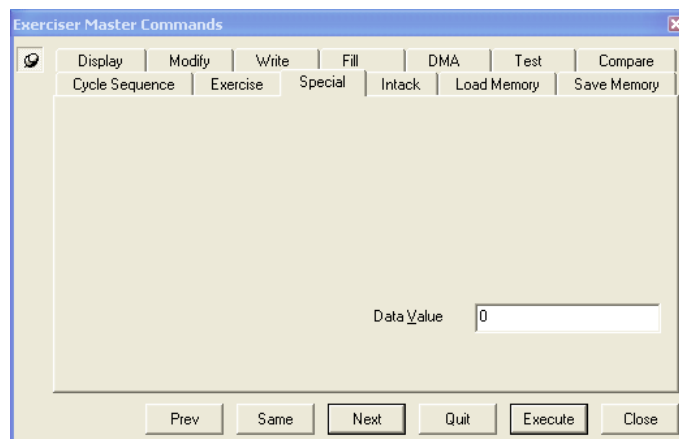 Exerciser Master Commands
Display Modify Write Fill DMA Test Compare
Cycle Sequence Exercise Special Intack Load Memory Save Memory
Data Value 0
Prev Same Next Quit Execute Close